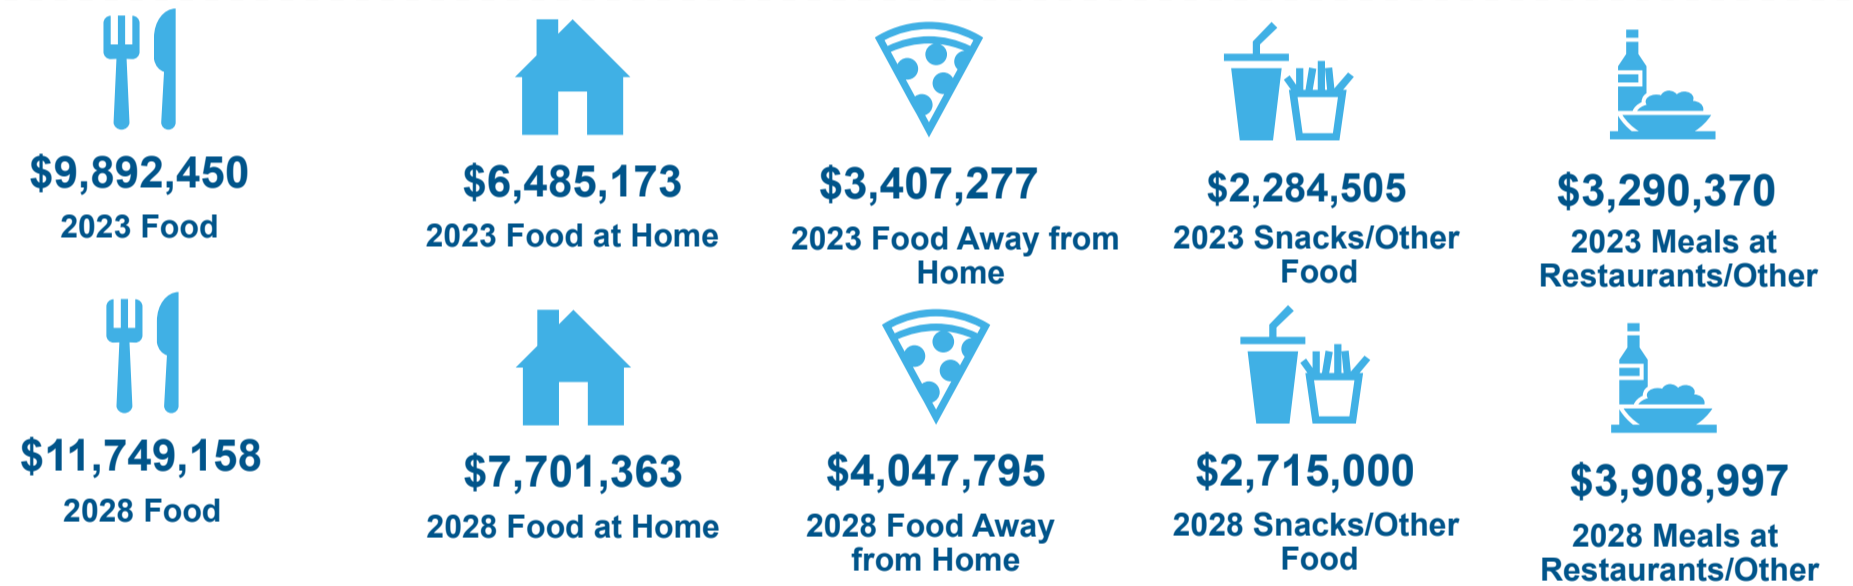 $9,892,450
2023 Food
$6,485,173
2023 Food at Home
$3,407,277
2023 Food Away from
Home
$2,284,505
2023 Snacks/Other
Food
$3,290,370
2023 Meals at
Restaurants/Other
$11,749,158
2028 Food
$7,701,363
2028 Food at Home
$4,047,795
2028 Food Away
from Home
$2,715,000
2028 Snacks/Other
Food
$3,908,997
2028 Meals at
Restaurants/Other